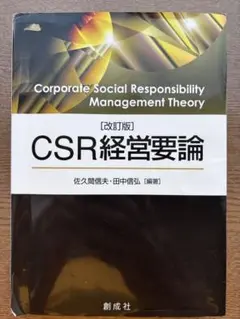 Corporate Social Responsibility
Management Theory
[改訂版]
CSR経営要論
佐久間信夫・田中信弘 [編著]
創成社